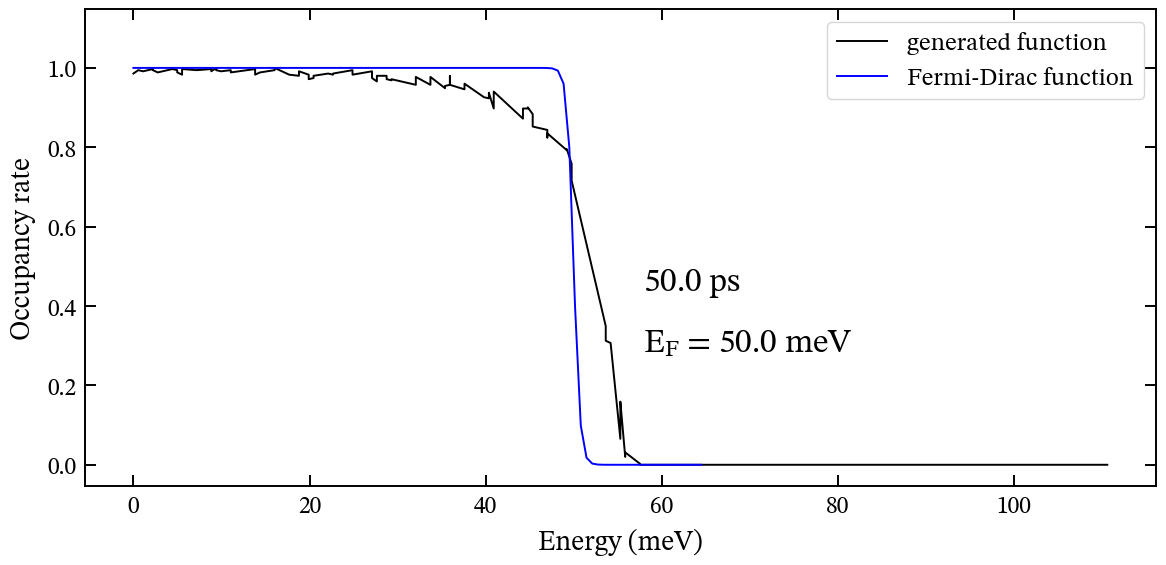 generated function
Fermi-Dirac function
1.0
0.8
0.6
0.4
0.2
0.0
Occupancy rate
50.0 ps
E_F = 50.0 meV
0 20 40 60 80 100
Energy (meV)